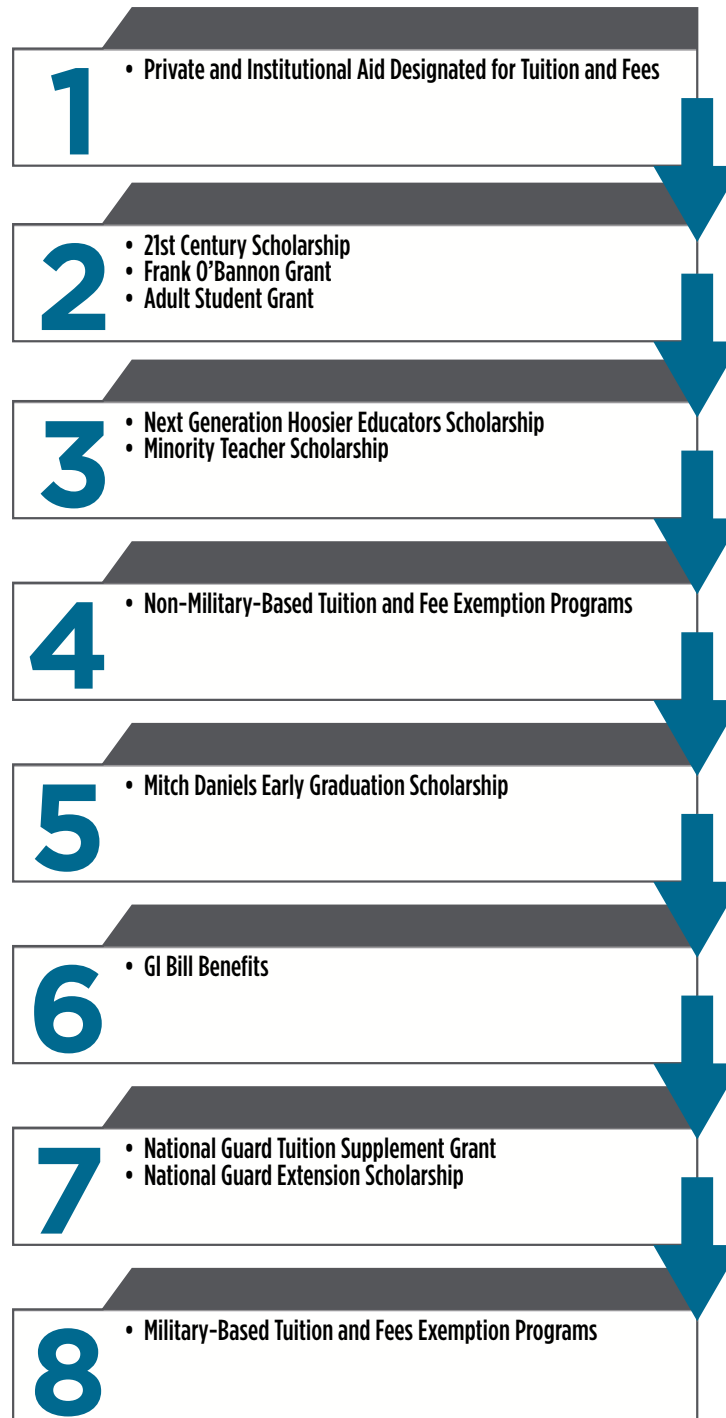 1
• Private and Institutional Aid Designated for Tuition and Fees
2
• 21st Century Scholarship
• Frank O'Bannon Grant
• Adult Student Grant
3
• Next Generation Hoosier Educators Scholarship
• Minority Teacher Scholarship
4
• Non-Military-Based Tuition and Fee Exemption Programs
5
• Mitch Daniels Early Graduation Scholarship
6
• GI Bill Benefits
7
• National Guard Tuition Supplement Grant
• National Guard Extension Scholarship
8
• Military-Based Tuition and Fees Exemption Programs